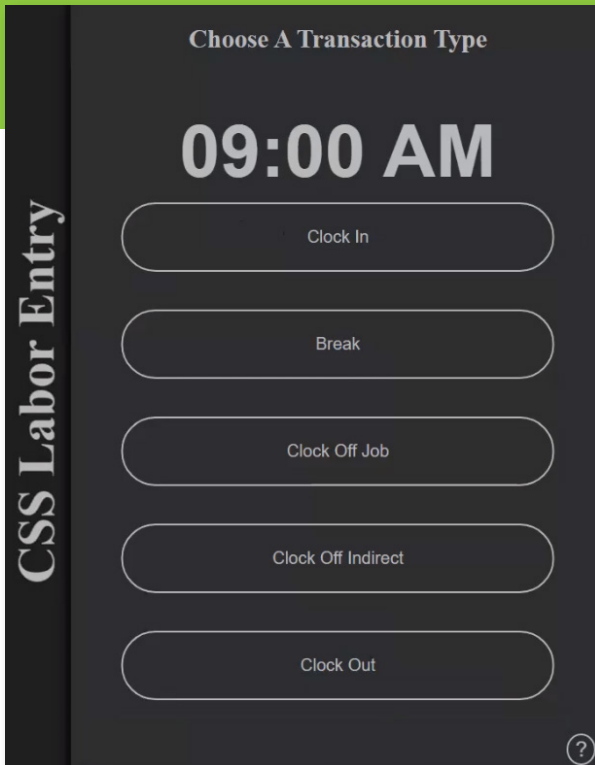 Choose A Transaction Type
09:00 AM
Clock In
Break
Clock Off Job
Clock Off Indirect
Clock Out
CSS Labor Entry
?